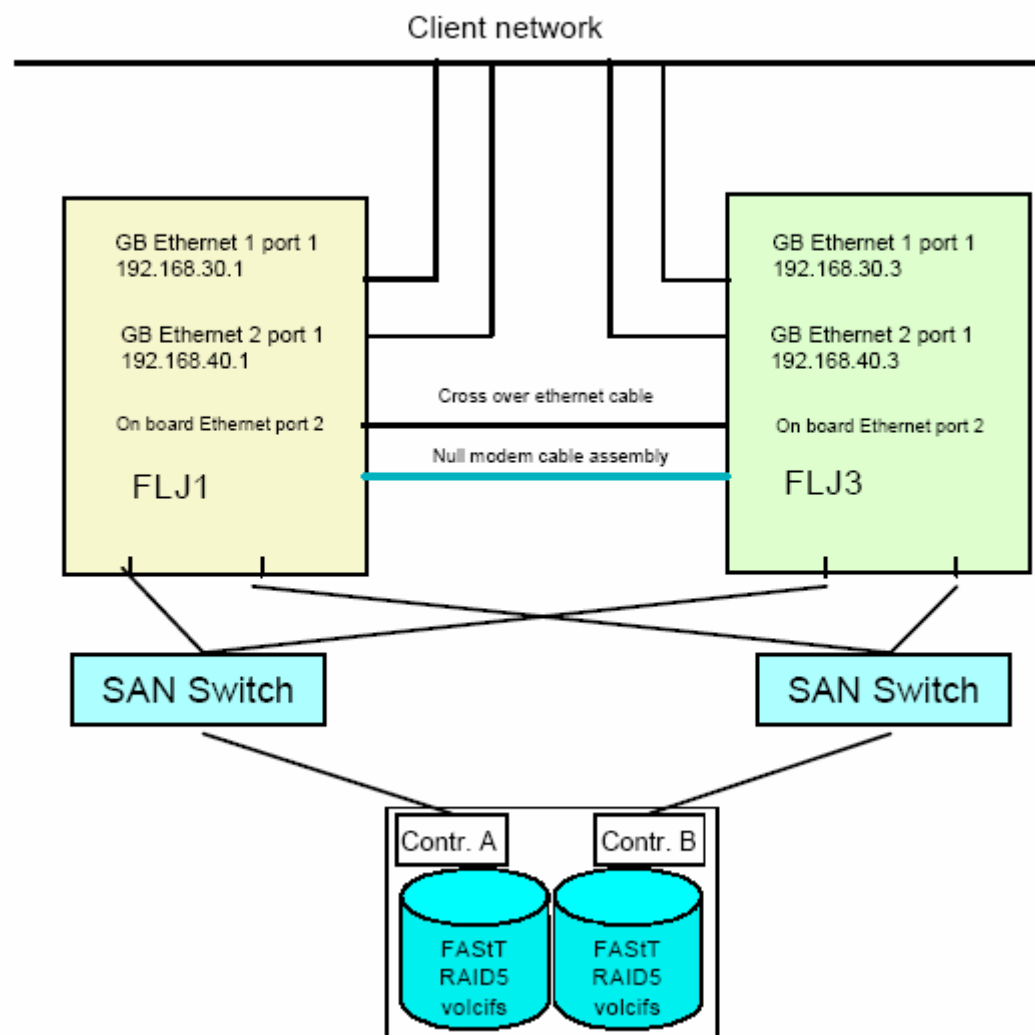 Client network
GB Ethernet 1 port 1
192.168.30.1
GB Ethernet 2 port 1
192.168.40.1
On board Ethernet port 2
FLJ1
Cross over ethernet cable
Null modem cable assembly
GB Ethernet 1 port 1
192.168.30.3
GB Ethernet 2 port 1
192.168.40.3
On board Ethernet port 2
FLJ3
SAN Switch
SAN Switch
Contr. A
Contr. B
FAStT
RAID5
volcifs
FAStT
RAID5
volcifs